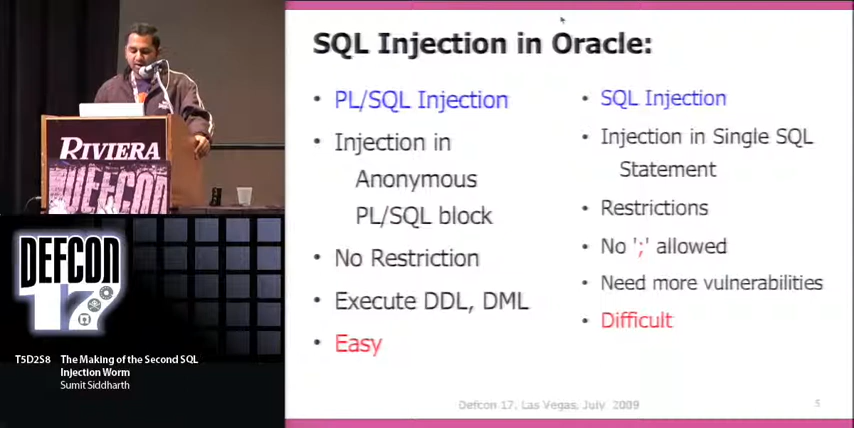 SQL Injection in Oracle:
• PL/SQL Injection
• Injection in
Anonymous
PL/SQL block
• No Restriction
• Execute DDL, DML
• Easy
• SQL Injection
• Injection in Single SQL
Statement
• Restrictions
• No ';' allowed
• Need more vulnerabilities
• Difficult
Defcon 17, Las Vegas, July 2009
5
RIVIERA
DEFCON
DEFCON
17
T5D2S8 The Making of the Second SQL
Injection Worm
Sumit Siddharth